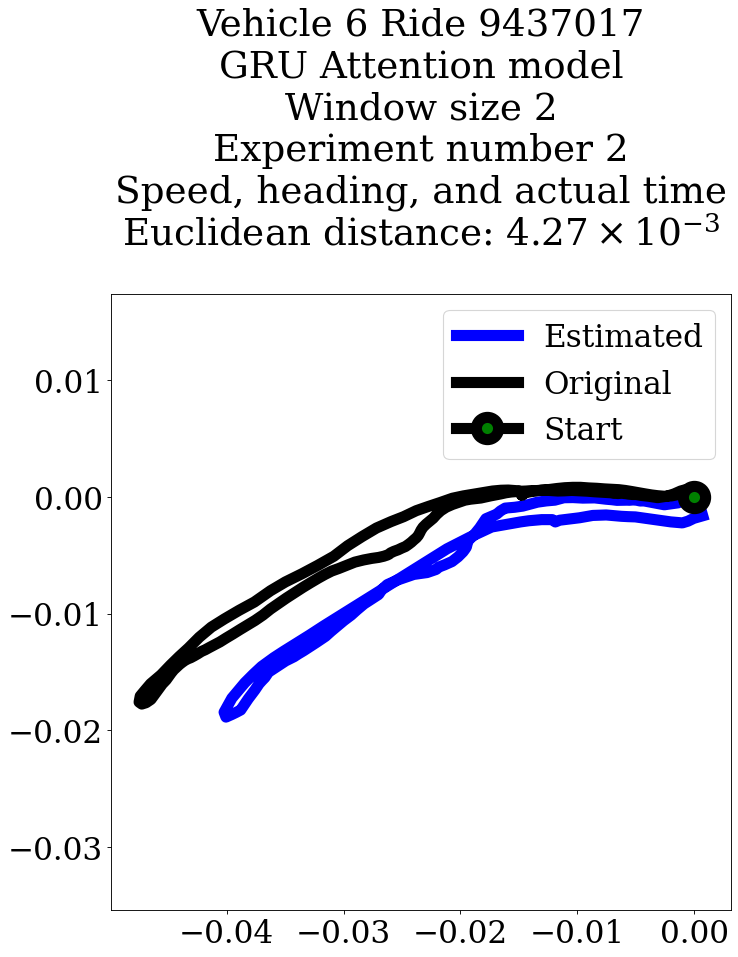 Vehicle 6 Ride 9437017
GRU Attention model
Window size 2
Experiment number 2
Speed, heading, and actual time
Euclidean distance: 4.27 × 10⁻³
Estimated
Original
Start
0.01
0.00
−0.01
−0.02
−0.03
−0.04 −0.03 −0.02 −0.01 0.00